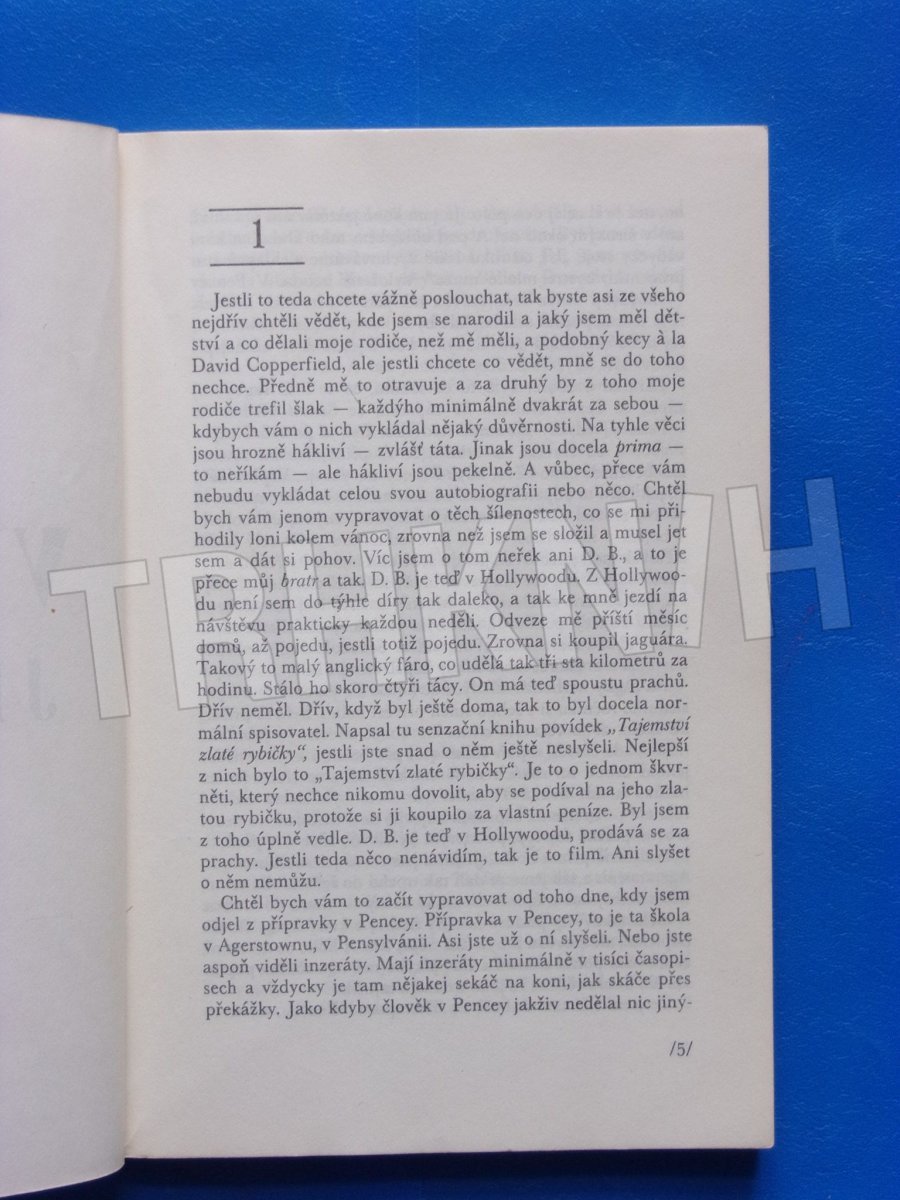 1
Jestli to teda chcete vážně poslouchat, tak byste asi ze všeho
nejdřív chtěli vědět, kde jsem se narodil a jaký jsem měl dět-
ství a co dělali moje rodiče, než mě měli, a podobný kecy à la
David Copperfield, ale jestli chcete co vědět, mně se do toho
nechce. Předně mě to otravuje a za druhý by z toho moje
rodiče trefil šlak — každýho minimálně dvakrát za sebou —
kdybych vám o nich vykládal nějaký důvěrnosti. Na tyhle věci
jsou hrozně hákliví — zvlášť táta. Jinak jsou docela prima —
to neříkám — ale hákliví jsou pekelně. A vůbec, přece vám
nebudu vykládat celou svou autobiografii nebo něco. Chtěl
bych vám jenom vypravovat o těch šílenostech, co se mi při-
hodily loni kolem vánoc, zrovna než jsem se složil a musel jet
sem a dát si pohov. Víc jsem o tom neřek ani D. B., a to je
přece můj bratr a tak. D. B. je teď v Hollywoodu. Z Hollywoo-
du není sem do týhle díry tak daleko, a tak ke mně jezdí na
návštěvu prakticky každou neděli. Odveze mě příští měsíc
domů, až pojedu, jestli totiž pojedu. Zrovna si koupil jaguára.
Takový to malý anglický fáro, co udělá tak tři sta kilometrů za
hodinu. Stálo ho skoro čtyři tácy. On má teď spoustu prachů.
Dřív neměl. Dřív, když byl ještě doma, tak to byl docela nor-
mální spisovatel. Napsal tu senzační knihu povídek „Tajemství
zlaté rybičky“, jestli jste snad o něm ještě neslyšeli. Nejlepší
z nich bylo to „Tajemství zlaté rybičky“. Je to o jednom škvr-
něti, který nechce nikomu dovolit, aby se podíval na jeho zla-
tou rybičku, protože si ji koupilo za vlastní peníze. Byl jsem
z toho úplně vedle. D. B. je teď v Hollywoodu, prodává se za
prachy. Jestli teda něco nenávidím, tak je to film. Ani slyšet
o něm nemůžu.
Chtěl bych vám to začít vypravovat od toho dne, kdy jsem
odjel z přípravky v Pencey. Přípravka v Pencey, to je ta škola
v Agerstownu, v Pensylvánii. Asi jste už o ní slyšeli. Nebo jste
aspoň viděli inzeráty. Mají inzeráty minimálně v tisíci časopi-
sech a vždycky je tam nějakej sekáč na koni, jak skáče přes
překážky. Jako kdyby člověk v Pencey jakživ nedělal nic jiný-
/5/
TRHKNIH